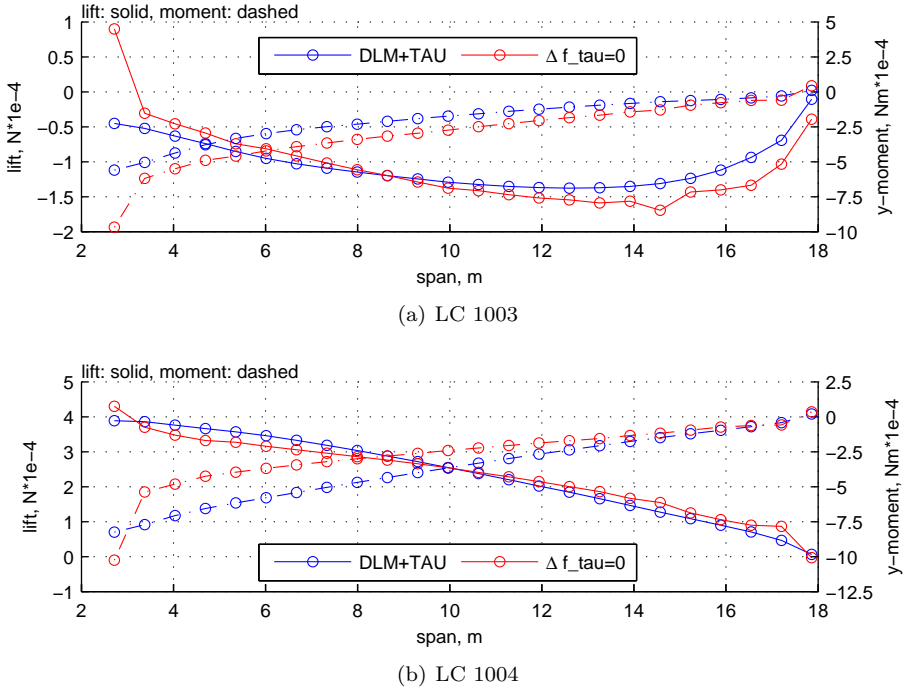 lift: solid, moment: dashed
1
0.5
0
−0.5
−1
−1.5
−2
lift, N*1e−4
5
2.5
0
−2.5
−5
−7.5
−10
y−moment, Nm*1e−4
DLM+TAU
Δ f_tau=0
2 4 6 8 10 12 14 16 18
span, m
(a) LC 1003
lift: solid, moment: dashed
5
4
3
2
1
0
−1
lift, N*1e−4
2.5
0
−2.5
−5
−7.5
−10
−12.5
y−moment, Nm*1e−4
DLM+TAU
Δ f_tau=0
2 4 6 8 10 12 14 16 18
span, m
(b) LC 1004